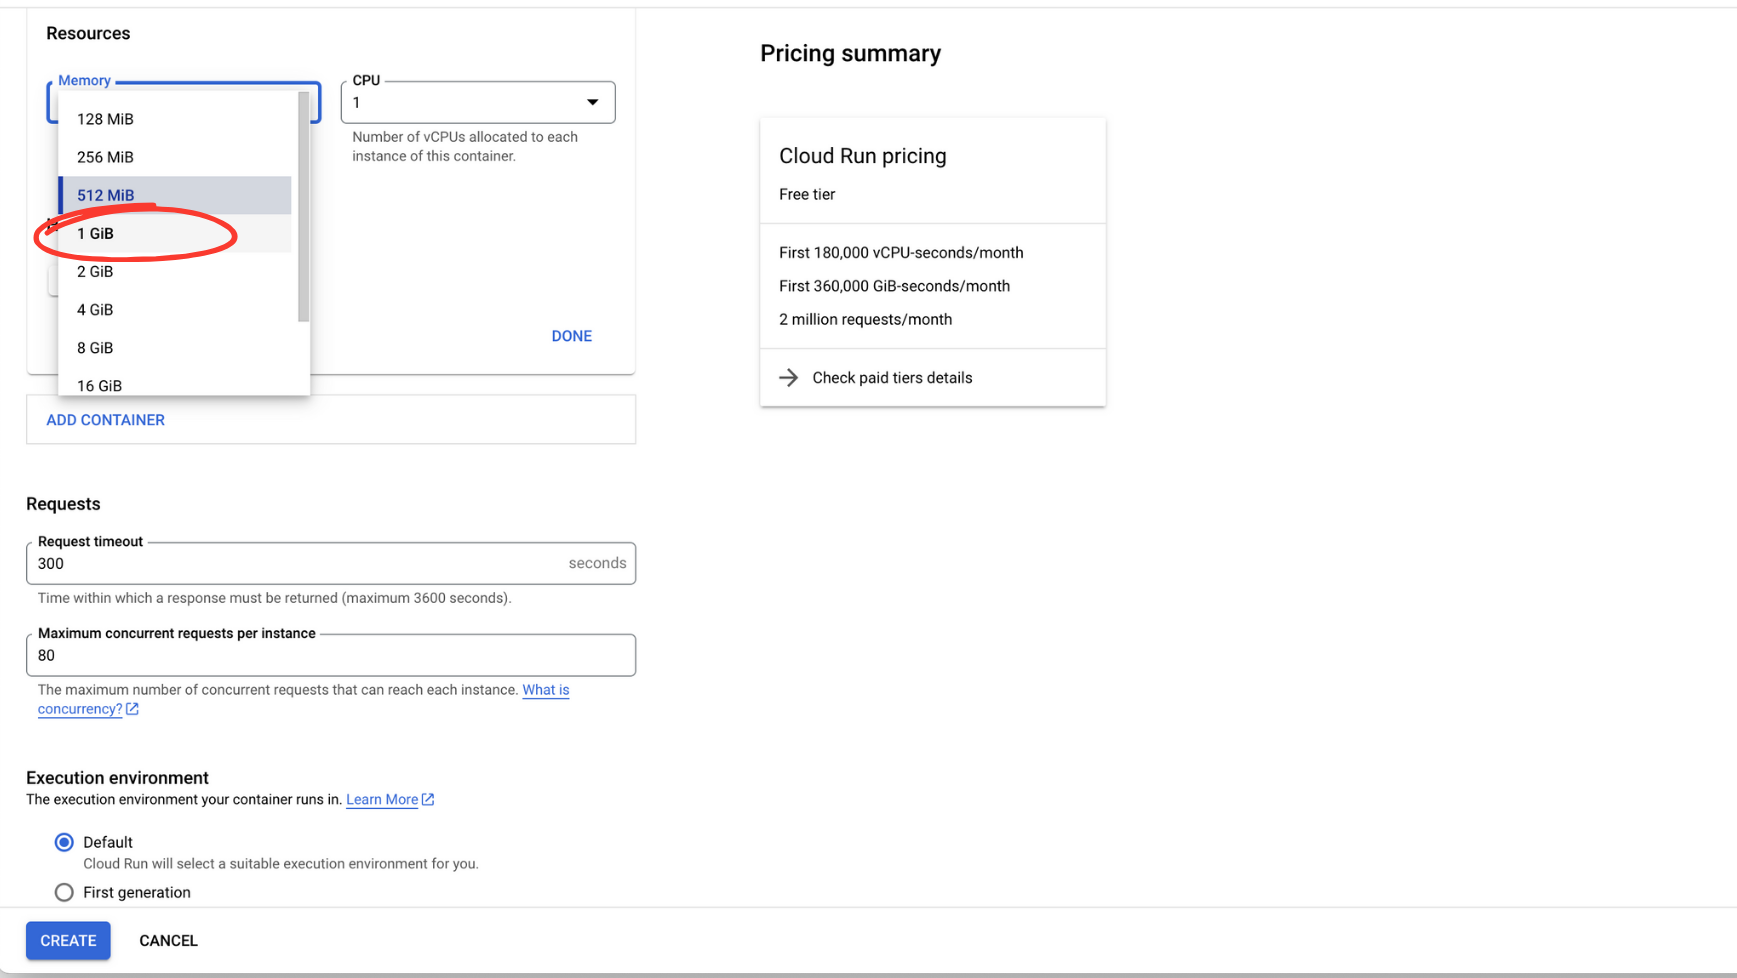 Resources
Memory
128 MiB
256 MiB
512 MiB
1 GiB
2 GiB
4 GiB
8 GiB
16 GiB
CPU
1
Number of vCPUs allocated to each
instance of this container.
DONE
ADD CONTAINER
Requests
Request timeout
300 seconds
Time within which a response must be returned (maximum 3600 seconds).
Maximum concurrent requests per instance
80
The maximum number of concurrent requests that can reach each instance. What is
concurrency?
Execution environment
The execution environment your container runs in. Learn More
Default
Cloud Run will select a suitable execution environment for you.
First generation
CREATE
CANCEL
Pricing summary
Cloud Run pricing
Free tier
First 180,000 vCPU-seconds/month
First 360,000 GiB-seconds/month
2 million requests/month
Check paid tiers details